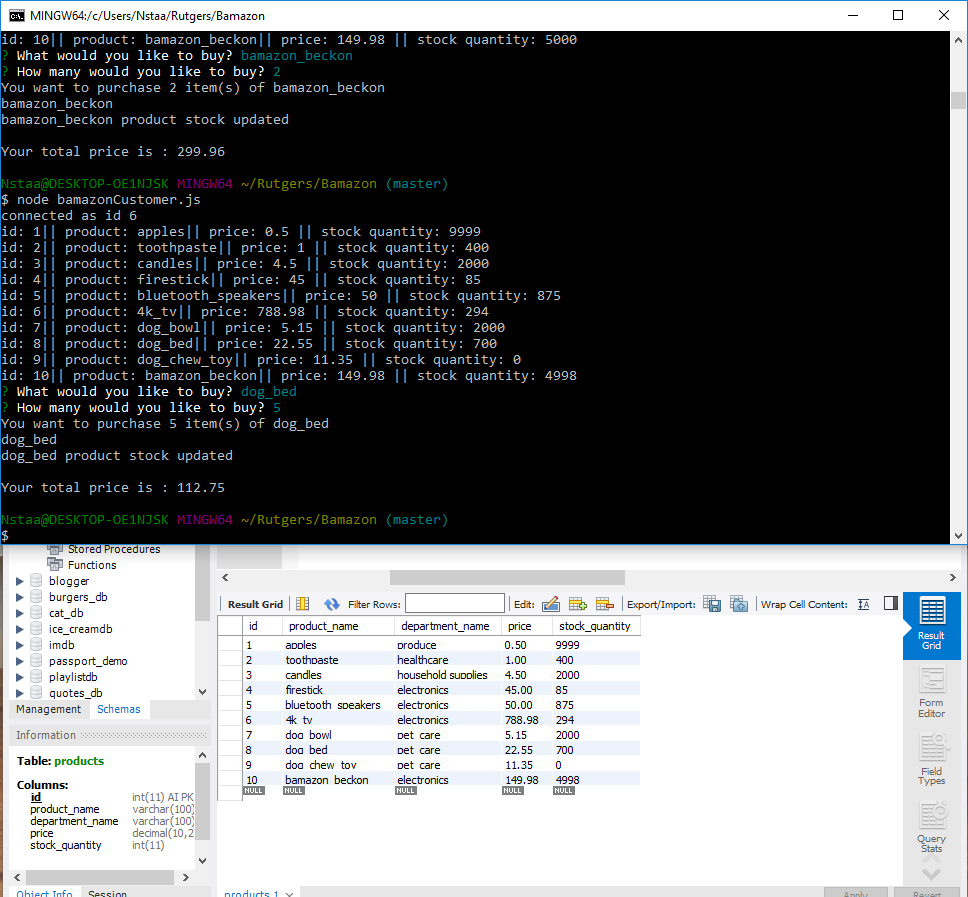 MINGW64:/c/Users/Nstaa/Rutgers/Bamazon
id: 10|| product: bamazon_beckon|| price: 149.98 || stock quantity: 5000
? What would you like to buy? bamazon_beckon
? How many would you like to buy? 2
You want to purchase 2 item(s) of bamazon_beckon
bamazon_beckon
bamazon_beckon product stock updated
Your total price is : 299.96
Nstaa@DESKTOP-OE1NJSK MINGW64 ~/Rutgers/Bamazon (master)
$ node bamazonCustomer.js
connected as id 6
id: 1|| product: apples|| price: 0.5 || stock quantity: 9999
id: 2|| product: toothpaste|| price: 1 || stock quantity: 400
id: 3|| product: candles|| price: 4.5 || stock quantity: 2000
id: 4|| product: firestick|| price: 45 || stock quantity: 85
id: 5|| product: bluetooth_speakers|| price: 50 || stock quantity: 875
id: 6|| product: 4k_tv|| price: 788.98 || stock quantity: 294
id: 7|| product: dog_bowl|| price: 5.15 || stock quantity: 2000
id: 8|| product: dog_bed|| price: 22.55 || stock quantity: 700
id: 9|| product: dog_chew_toy|| price: 11.35 || stock quantity: 0
id: 10|| product: bamazon_beckon|| price: 149.98 || stock quantity: 4998
? What would you like to buy? dog_bed
? How many would you like to buy? 5
You want to purchase 5 item(s) of dog_bed
dog_bed
dog_bed product stock updated
Your total price is : 112.75
Nstaa@DESKTOP-OE1NJSK MINGW64 ~/Rutgers/Bamazon (master)
$
Stored Procedures
Functions
blogger
burgers_db
cat_db
ice_creamdb
imdb
passport_demo
playlistdb
quotes_db
Management Schemas
Information
Table: products
Columns:
id int(11) AI PK
product_name varchar(100)
department_name varchar(100)
price decimal(10,2
stock_quantity int(11)
Object Info Session
Result Grid Filter Rows: Edit: Export/Import: Wrap Cell Content: IA
id product_name department_name price stock_quantity
1 apples produce 0.50 9999
2 toothpaste healthcare 1.00 400
3 candles household supplies 4.50 2000
4 firestick electronics 45.00 85
5 bluetooth_speakers electronics 50.00 875
6 4k_tv electronics 788.98 294
7 dog_bowl pet_care 5.15 2000
8 dog_bed pet_care 22.55 700
9 dog_chew_toy pet_care 11.35 0
10 bamazon_beckon electronics 149.98 4998
NULL NULL NULL NULL NULL
Result
Grid
Form
Editor
Field
Types
Query
Stats
products 1
Apply Revert